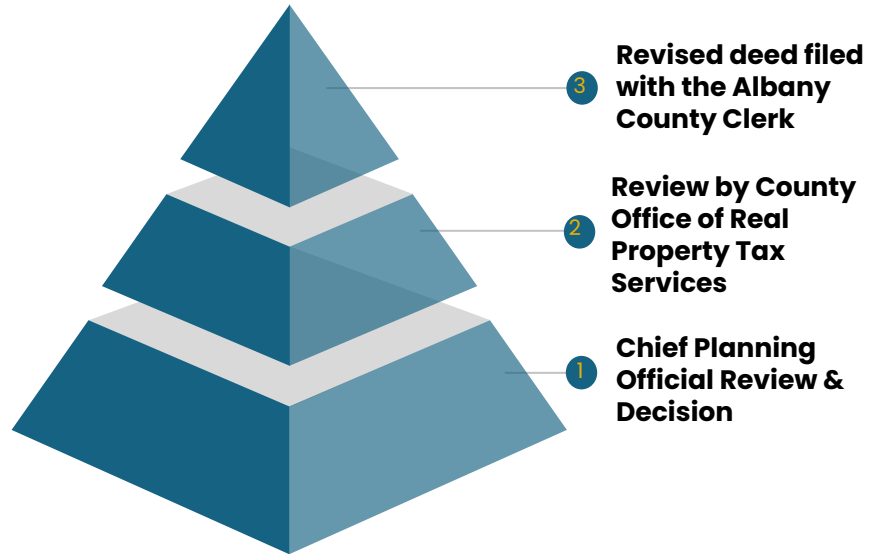 3
Revised deed filed
with the Albany
County Clerk
2
Review by County
Office of Real
Property Tax
Services
1
Chief Planning
Official Review &
Decision